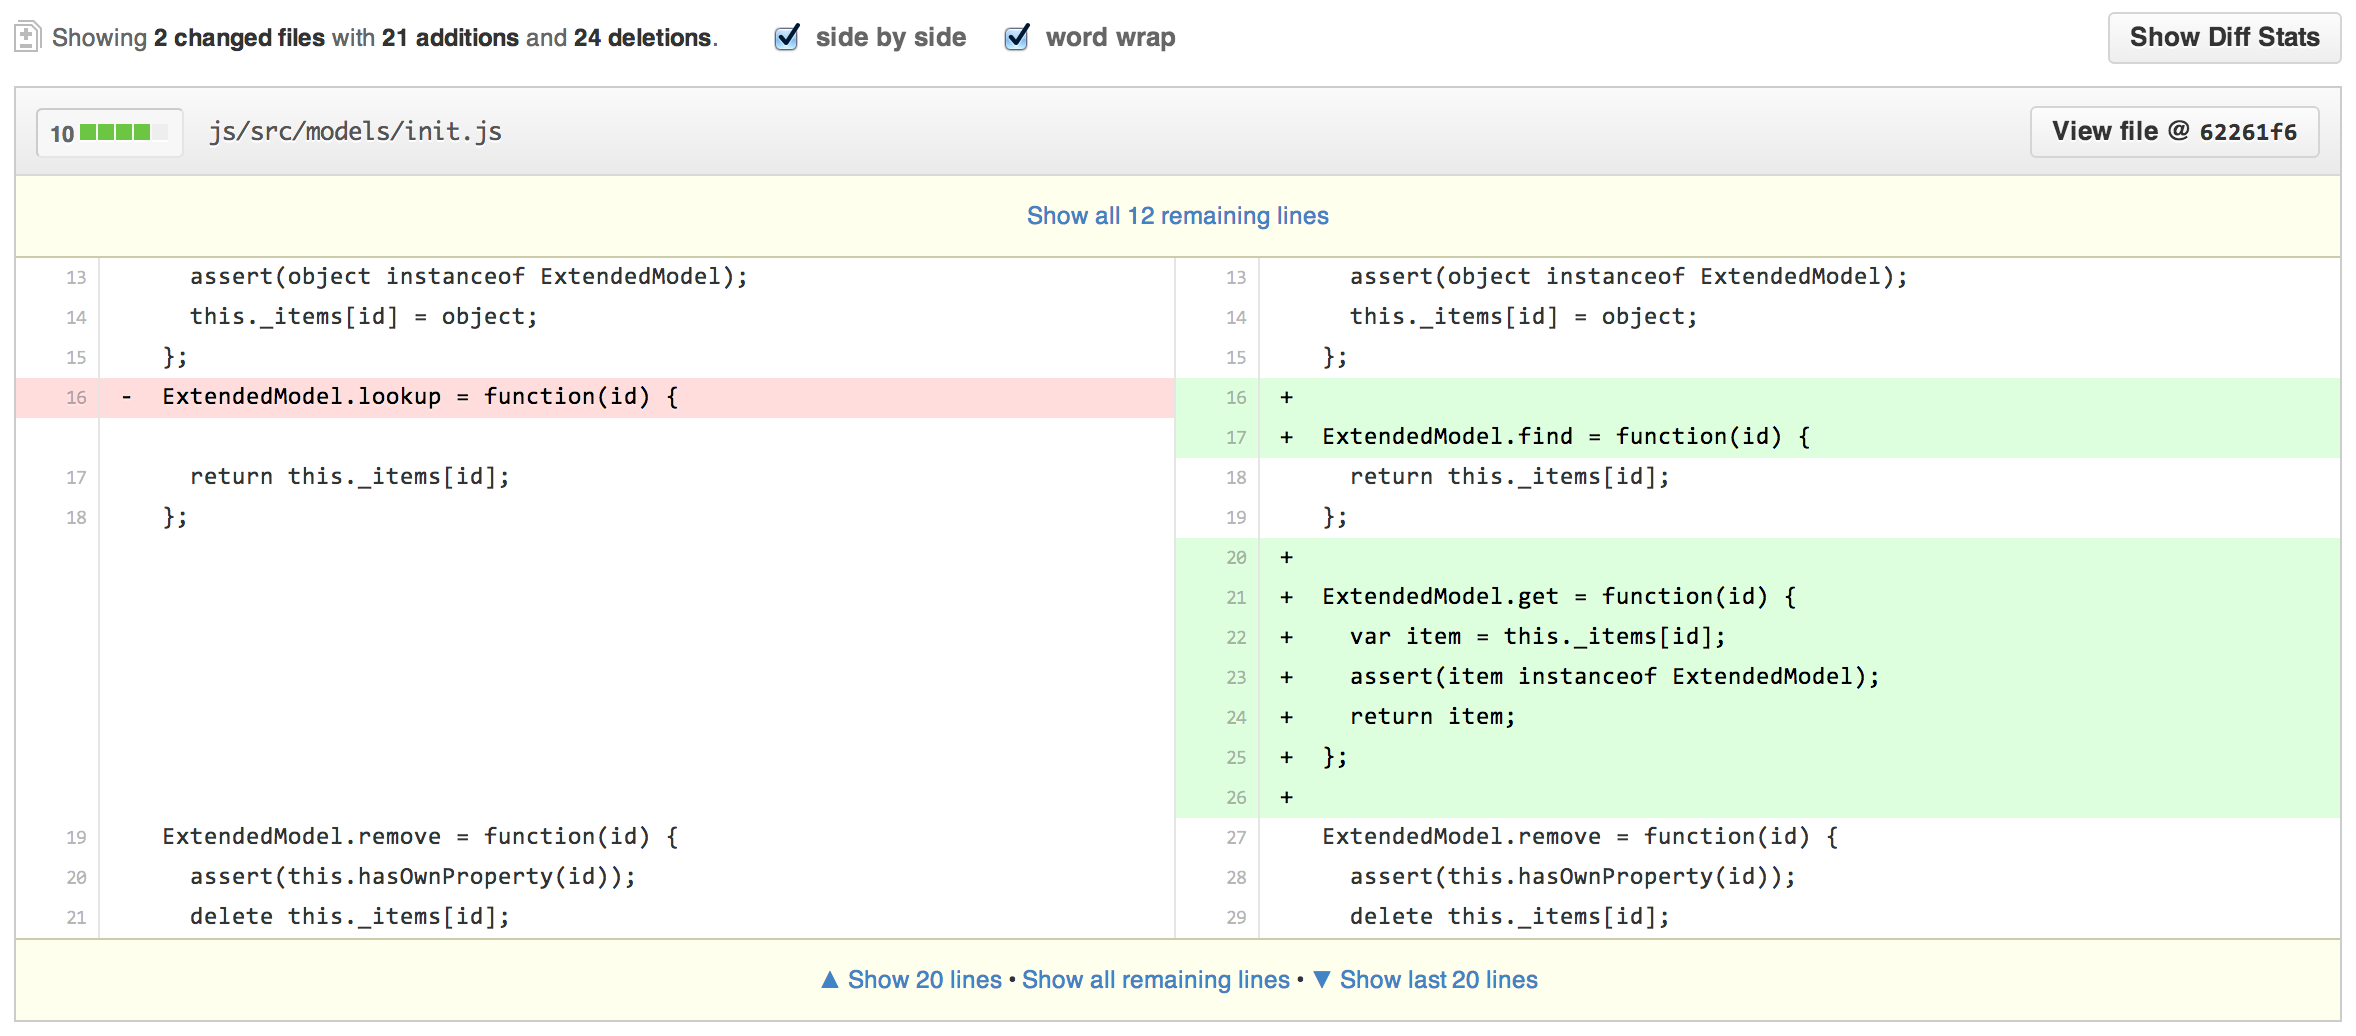 Showing 2 changed files with 21 additions and 24 deletions. side by side word wrap Show Diff Stats
10 js/src/models/init.js View file @ 62261f6
Show all 12 remaining lines
13 assert(object instanceof ExtendedModel); 13 assert(object instanceof ExtendedModel);
14 this._items[id] = object; 14 this._items[id] = object;
15 }; 15 };
16 - ExtendedModel.lookup = function(id) { 16 +
17 + ExtendedModel.find = function(id) {
17 return this._items[id]; 18 return this._items[id];
18 }; 19 };
20 +
21 + ExtendedModel.get = function(id) {
22 + var item = this._items[id];
23 + assert(item instanceof ExtendedModel);
24 + return item;
25 + };
26 +
19 ExtendedModel.remove = function(id) { 27 ExtendedModel.remove = function(id) {
20 assert(this.hasOwnProperty(id)); 28 assert(this.hasOwnProperty(id));
21 delete this._items[id]; 29 delete this._items[id];
▲ Show 20 lines • Show all remaining lines • ▼ Show last 20 lines